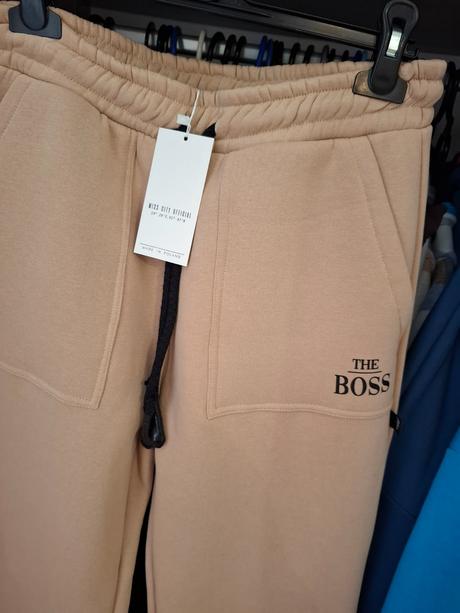 MISS CITY OFFICIAL
MADE IN POLAND
THE
BOSS